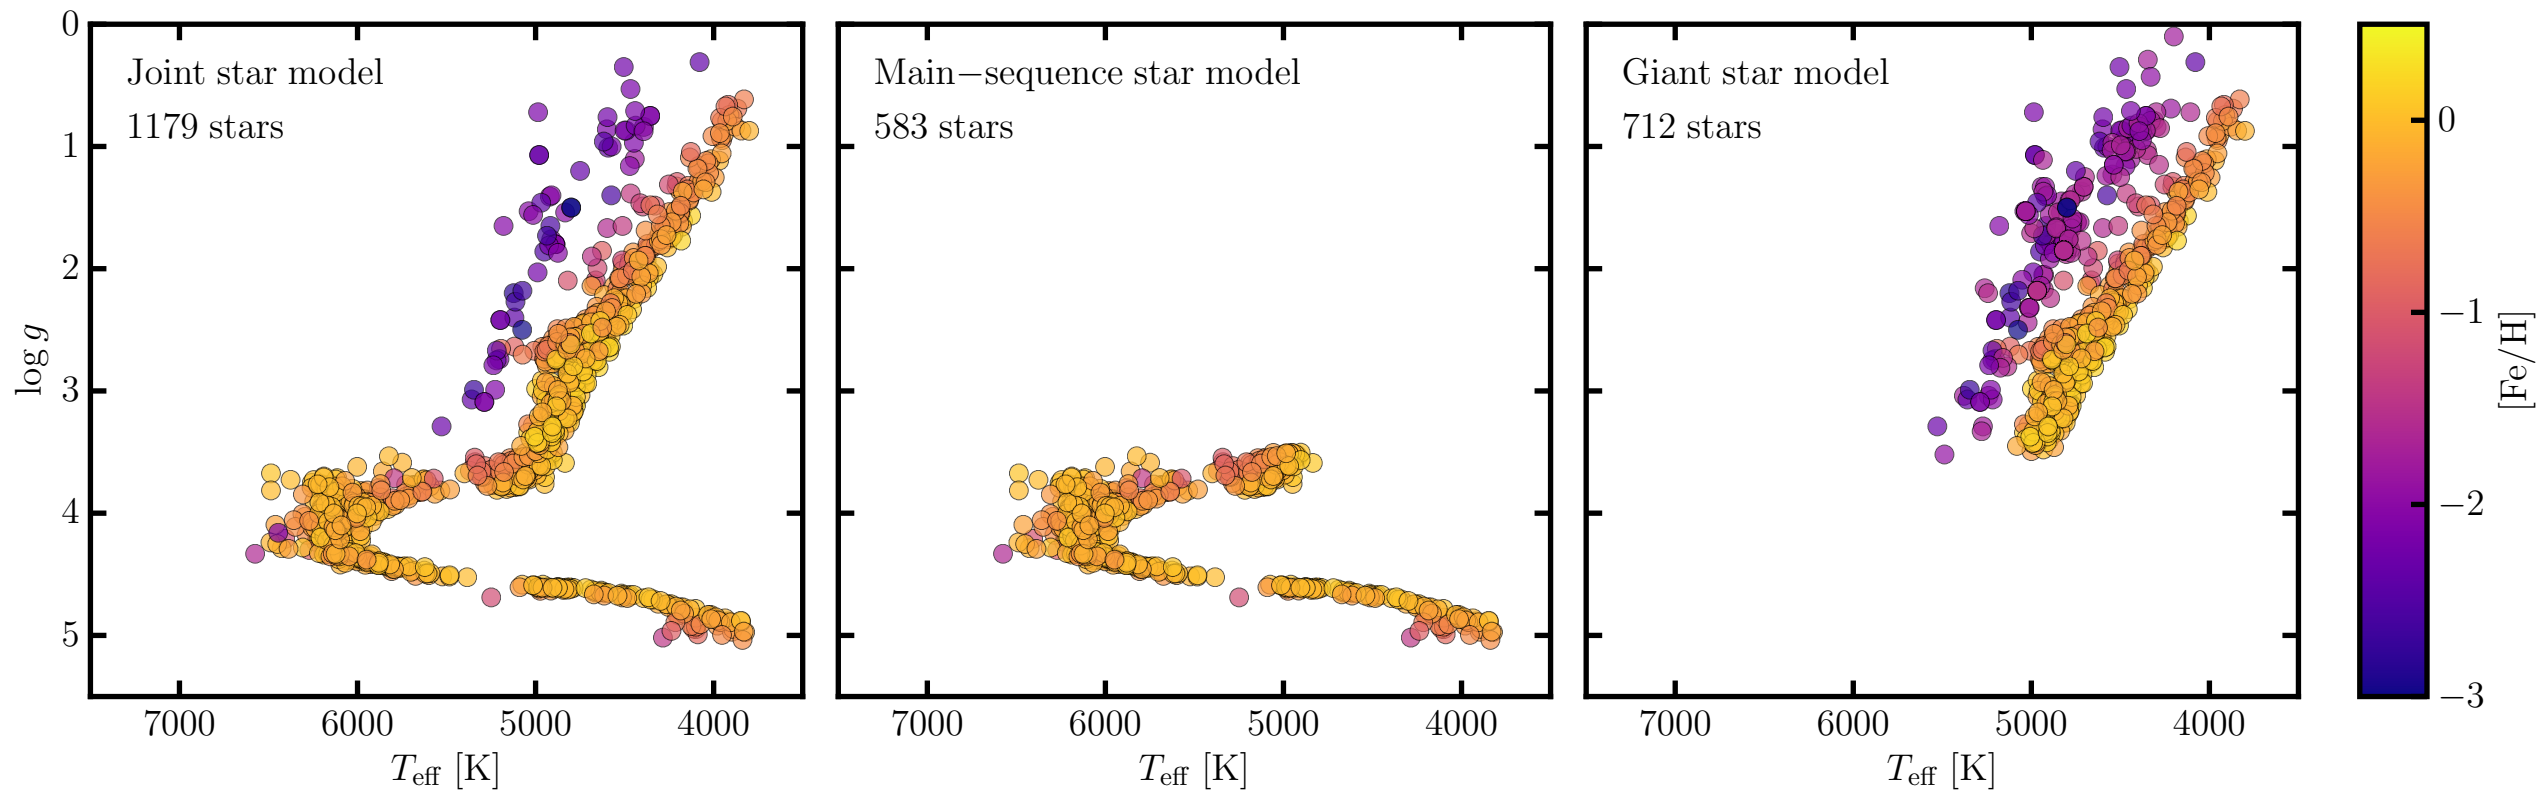 Joint star model
1179 stars
Main−sequence star model
583 stars
Giant star model
712 stars
0
1
2
3
4
5
log g
7000 6000 5000 4000
7000 6000 5000 4000
7000 6000 5000 4000
T_eff [K]
T_eff [K]
T_eff [K]
0
−1
−2
−3
[Fe/H]